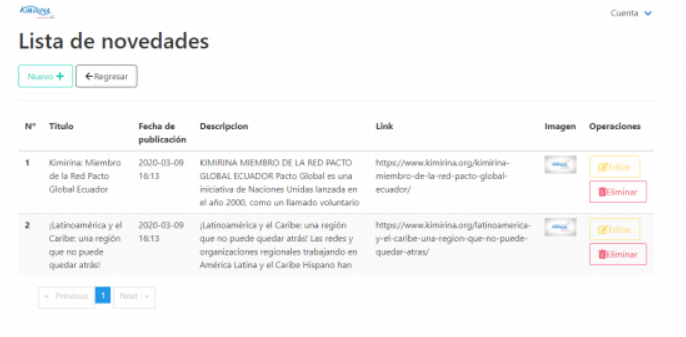 KIMIRINA
Cuenta
Lista de novedades
Nuevo +
←Regresar
N° Titulo Fecha de publicación Descripcion Link Imagen Operaciones
1 Kimirina: Miembro 2020-03-09 KIMIRINA MIEMBRO DE LA RED PACTO https://www.kimirina.org/kimirina- Editar
de la Red Pacto 16:13 GLOBAL ECUADOR Pacto Global es una miembro-de-la-red-pacto-global-
Global Ecuador iniciativa de Naciones Unidas lanzada en ecuador/ Eliminar
el año 2000, como un llamado voluntario
2 ¡Latinoamérica y el 2020-03-09 ¡Latinoamérica y el Caribe: una región https://www.kimirina.org/latinoamerica- Editar
Caribe: una región 16:13 que no puede quedar atrás! Las redes y y-el-caribe-una-region-que-no-puede-
que no puede organizaciones regionales trabajando en quedar-atras/ Eliminar
quedar atrás! América Latina y el Caribe Hispano han
« Previous 1 Next »